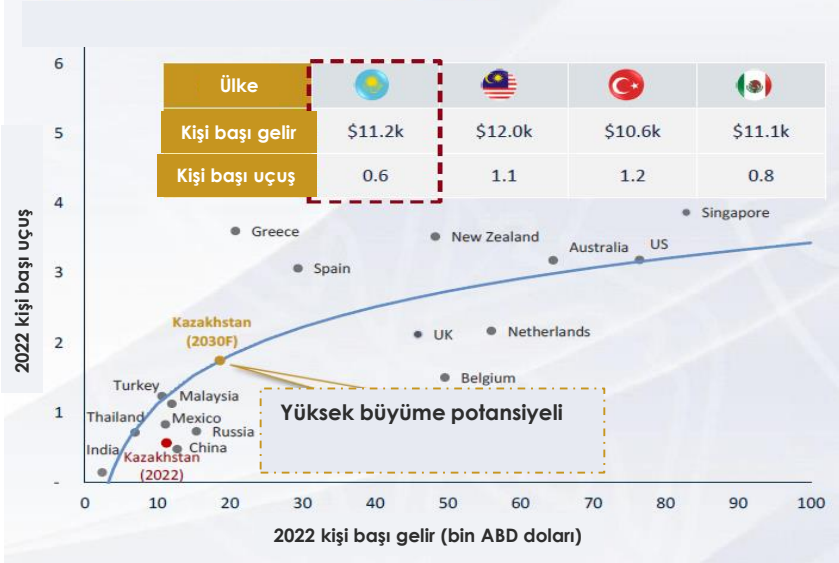 Ülke
Kişi başı gelir $11.2k $12.0k $10.6k $11.1k
Kişi başı uçuş 0.6 1.1 1.2 0.8
2022 kişi başı uçuş
6
5
4
3
2
1
-
Singapore
Greece
New Zealand
Australia
US
Spain
Kazakhstan
(2030F)
UK
Netherlands
Belgium
Turkey
Malaysia
Thailand
Mexico
Russia
India
China
Kazakhstan
(2022)
Yüksek büyüme potansiyeli
0 10 20 30 40 50 60 70 80 90 100
2022 kişi başı gelir (bin ABD doları)